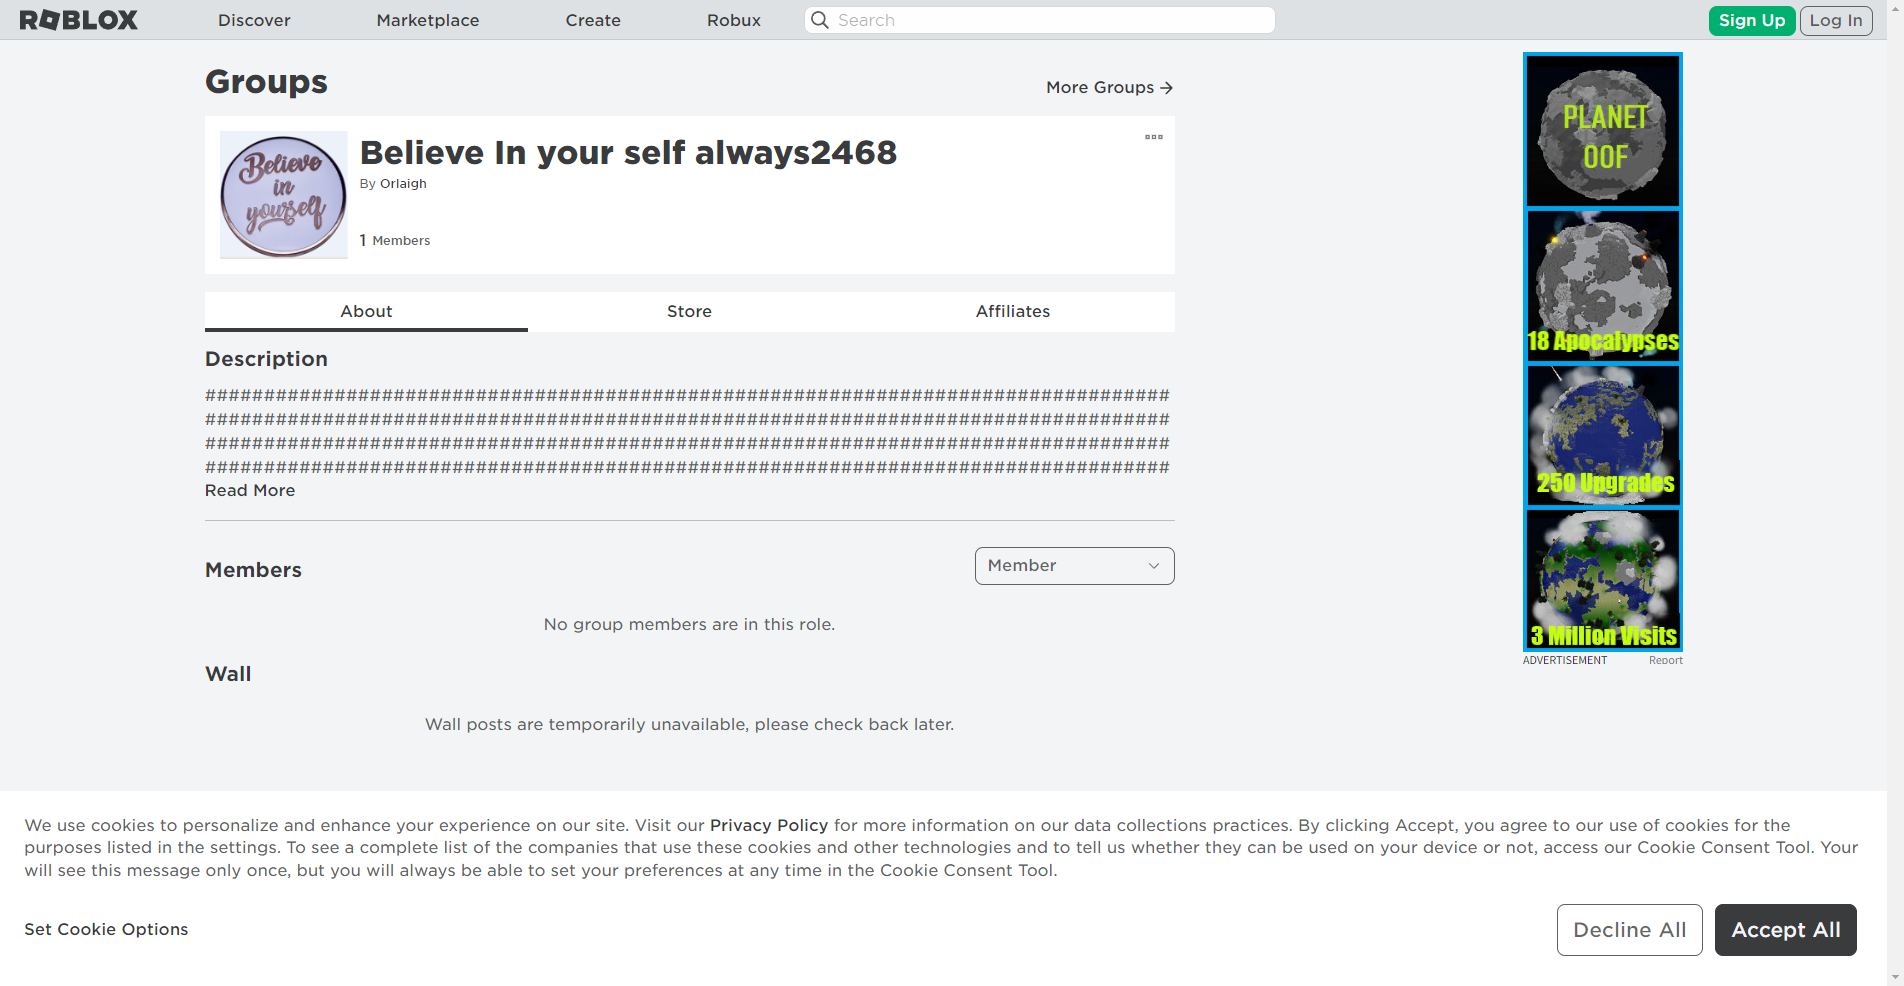 ROBLOX Discover Marketplace Create Robux Search Sign Up Log In
Groups
More Groups
Believe
in
yourself
Believe In your self always2468
By Orlaigh
1 Members
About Store Affiliates
Description
##################################################################################
##################################################################################
##################################################################################
##################################################################################
Read More
Members
Member
No group members are in this role.
Wall
Wall posts are temporarily unavailable, please check back later.
PLANET
OOF
18 Apocalypses
250 Upgrades
3 Million Visits
ADVERTISEMENT Report
We use cookies to personalize and enhance your experience on our site. Visit our Privacy Policy for more information on our data collections practices. By clicking Accept, you agree to our use of cookies for the
purposes listed in the settings. To see a complete list of the companies that use these cookies and other technologies and to tell us whether they can be used on your device or not, access our Cookie Consent Tool. Your
will see this message only once, but you will always be able to set your preferences at any time in the Cookie Consent Tool.
Set Cookie Options
Decline All
Accept All